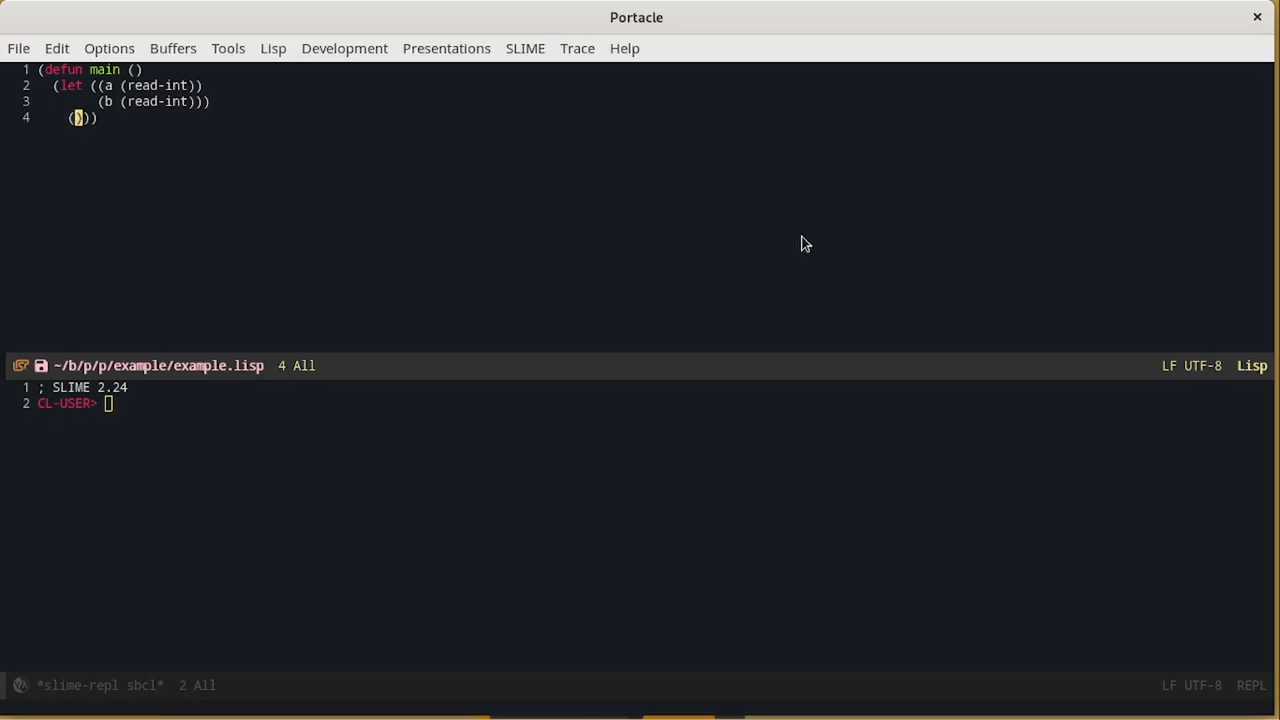 Portacle
File Edit Options Buffers Tools Lisp Development Presentations SLIME Trace Help
1 (defun main ()
2   (let ((a (read-int))
3         (b (read-int)))
4     ()))
~/b/p/p/example/example.lisp 4 All LF UTF-8 Lisp
1 ; SLIME 2.24
2 CL-USER>
*slime-repl sbcl* 2 All LF UTF-8 REPL